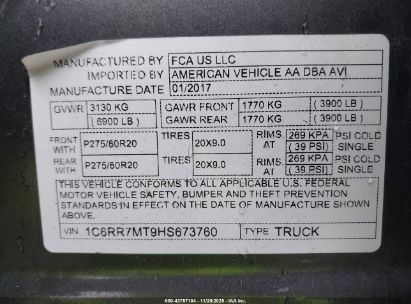 MANUFACTURED BY FCA US LLC
IMPORTED BY AMERICAN VEHICLE AA DBA AVI
MANUFACTURE DATE 01/2017
GVWR 3130 KG GAWR FRONT 1770 KG ( 3900 LB )
( 6900 LB ) GAWR REAR 1770 KG ( 3900 LB )
FRONT WITH P275/60R20 TIRES 20X9.0 RIMS AT 269 KPA ( 39 PSI ) PSI COLD SINGLE
REAR WITH P275/60R20 TIRES 20X9.0 RIMS AT 269 KPA ( 39 PSI ) PSI COLD SINGLE
THIS VEHICLE CONFORMS TO ALL APPLICABLE U.S. FEDERAL
MOTOR VEHICLE SAFETY, BUMPER AND THEFT PREVENTION
STANDARDS IN EFFECT ON THE DATE OF MANUFACTURE SHOWN
ABOVE.
VIN 1C6RR7MT9HS673760 TYPE TRUCK